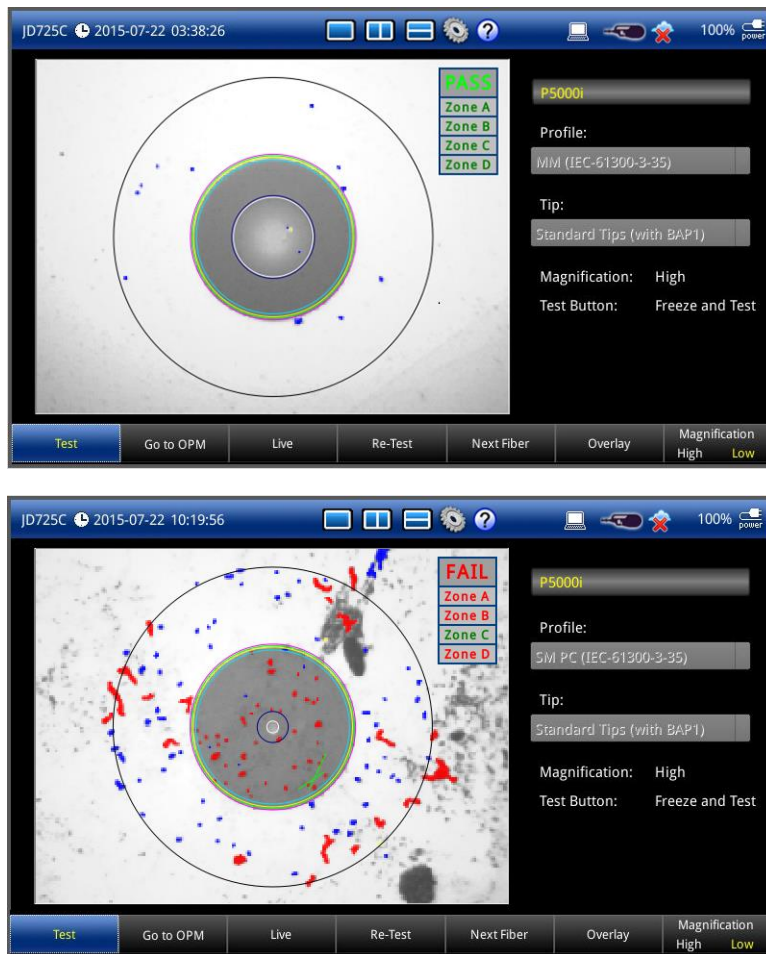 JD725C 2015-07-22 03:38:26 ? 100% power
PASS
Zone A
Zone B
Zone C
Zone D
P5000i
Profile:
MM (IEC-61300-3-35)
Tip:
Standard Tips (with BAP1)
Magnification: High
Test Button: Freeze and Test
Test Go to OPM Live Re-Test Next Fiber Overlay Magnification
High Low
JD725C 2015-07-22 10:19:56 ? 100% power
FAIL
Zone A
Zone B
Zone C
Zone D
P5000i
Profile:
SM PC (IEC-61300-3-35)
Tip:
Standard Tips (with BAP1)
Magnification: High
Test Button: Freeze and Test
Test Go to OPM Live Re-Test Next Fiber Overlay Magnification
High Low